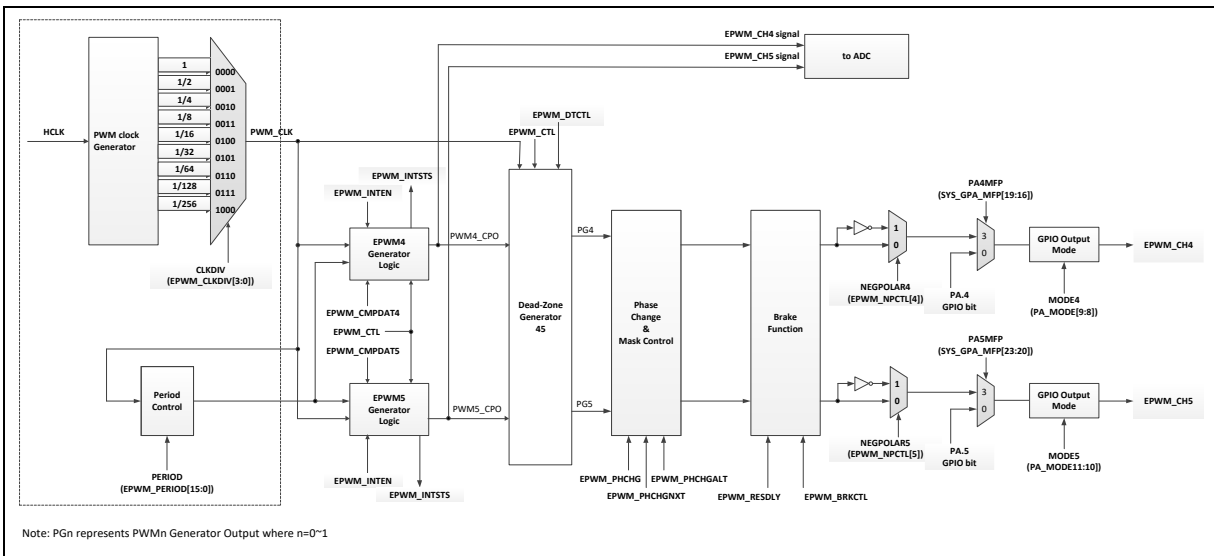 EPWM_CH4 signal
EPWM_CH5 signal
to ADC
HCLK
PWM clock
Generator
1
1/2
1/4
1/8
1/16
1/32
1/64
1/128
1/256
0000
0001
0010
0011
0100
0101
0110
0111
1000
PWM_CLK
CLKDIV
(EPWM_CLKDIV[3:0])
EPWM_DTCTL
EPWM_CTL
EPWM_INTSTS
EPWM_INTEN
EPWM4
Generator
Logic
PWM4_CPO
EPWM_CMPDAT4
EPWM_CTL
EPWM_CMPDAT5
EPWM5
Generator
Logic
PWM5_CPO
EPWM_INTEN
EPWM_INTSTS
Period
Control
PERIOD
(EPWM_PERIOD[15:0])
Dead-Zone
Generator
45
PG4
PG5
Phase
Change
&
Mask Control
EPWM_PHCHG
EPWM_PHCHGNXT
EPWM_PHCHGALT
Brake
Function
EPWM_RESDLY
EPWM_BRKCTL
1
0
NEGPOLAR4
(EPWM_NPCTL[4])
PA4MFP
(SYS_GPA_MFP[19:16])
3
0
PA.4
GPIO bit
GPIO Output
Mode
MODE4
(PA_MODE[9:8])
EPWM_CH4
1
0
NEGPOLAR5
(EPWM_NPCTL[5])
PA5MFP
(SYS_GPA_MFP[23:20])
3
0
PA.5
GPIO bit
GPIO Output
Mode
MODE5
(PA_MODE11:10])
EPWM_CH5
Note: PGn represents PWMn Generator Output where n=0~1